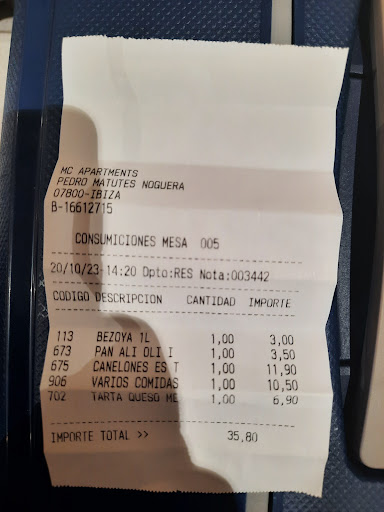 MC APARTMENTS
PEDRO MATUTES NOGUERA
07800-IBIZA
B-16612715
CONSUMICIONES MESA 005
20/10/23-14:20 Dpto:RES Nota:003442
CODIGO DESCRIPCION CANTIDAD IMPORTE
113 BEZOYA 1L 1,00 3,00
673 PAN ALI OLI I 1,00 3,50
675 CANELONES ES T 1,00 11,90
906 VARIOS COMIDAS 1,00 10,50
702 TARTA QUESO ME 1,00 6,90
IMPORTE TOTAL >> 35,80